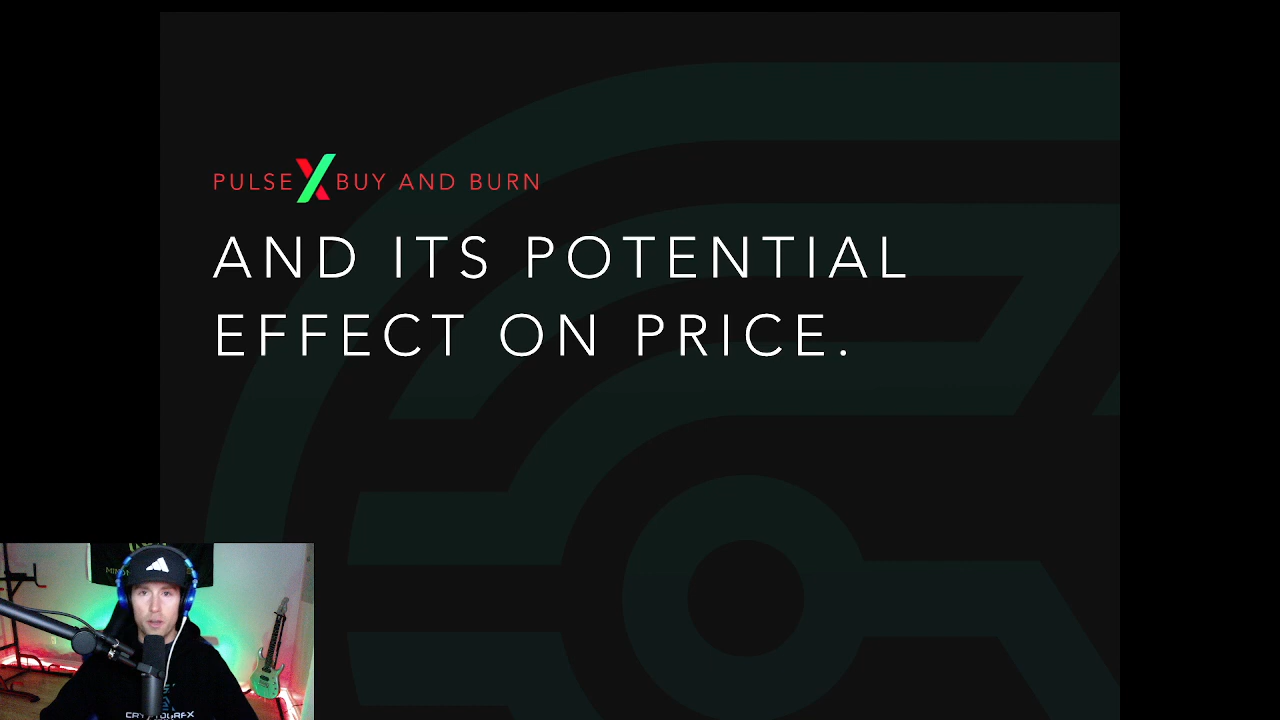 PULSEX BUY AND BURN
AND ITS POTENTIAL
EFFECT ON PRICE.